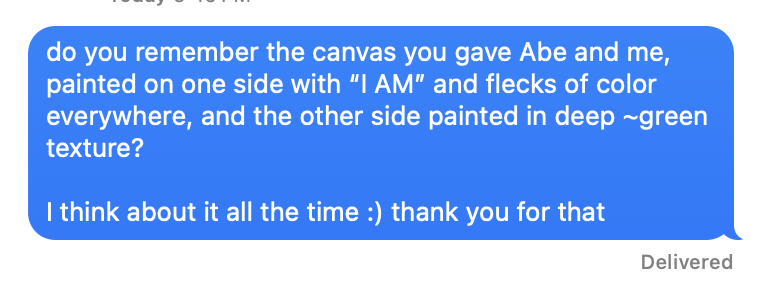 do you remember the canvas you gave Abe and me,
painted on one side with “I AM” and flecks of color
everywhere, and the other side painted in deep ~green
texture?
I think about it all the time :) thank you for that
Delivered